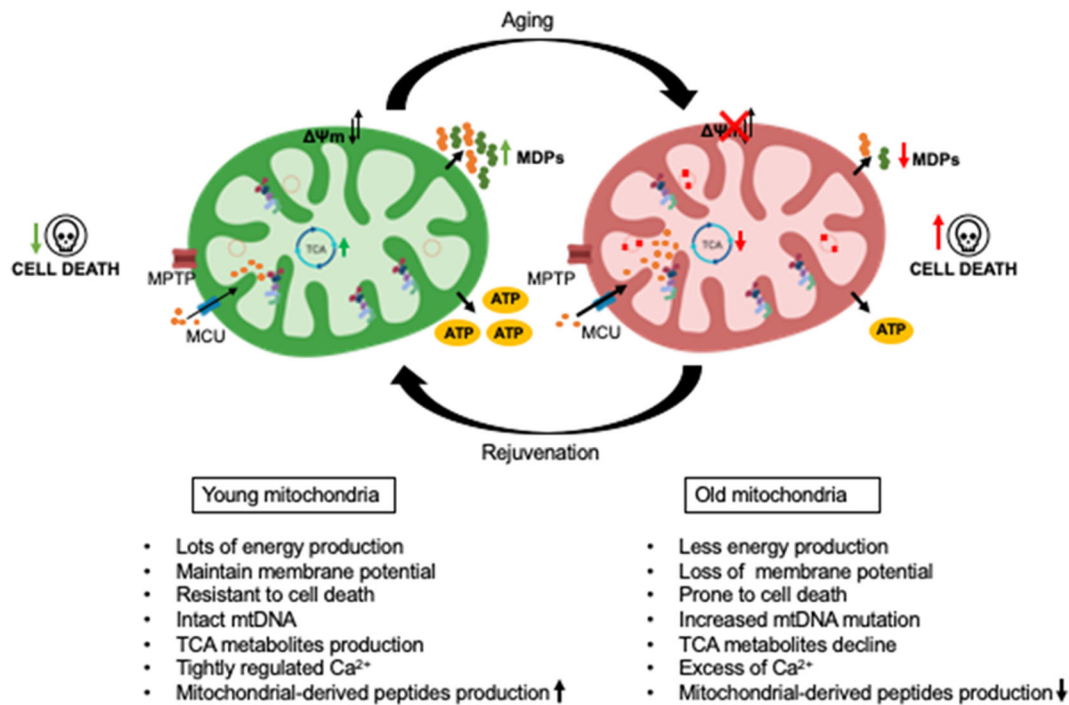 Aging
ΔΨm
MDPs
TCA
CELL DEATH
MPTP
MCU
ATP
ATP
ATP
ΔΨm
MDPs
TCA
CELL DEATH
MPTP
MCU
ATP
Rejuvenation
Young mitochondria
• Lots of energy production
• Maintain membrane potential
• Resistant to cell death
• Intact mtDNA
• TCA metabolites production
• Tightly regulated Ca²⁺
• Mitochondrial-derived peptides production ⬆
Old mitochondria
• Less energy production
• Loss of membrane potential
• Prone to cell death
• Increased mtDNA mutation
• TCA metabolites decline
• Excess of Ca²⁺
• Mitochondrial-derived peptides production ⬇